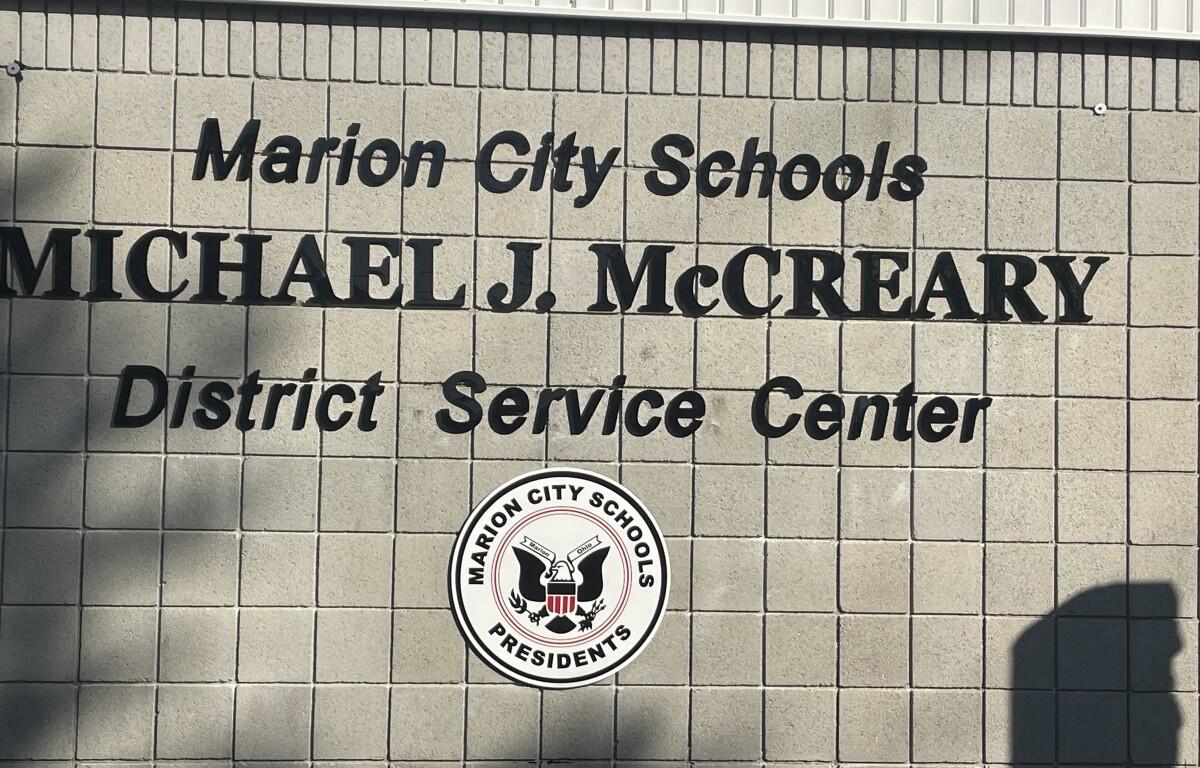 Marion City Schools
MICHAEL J. McCREARY
District Service Center
MARION CITY SCHOOLS
Marion Ohio
PRESIDENTS